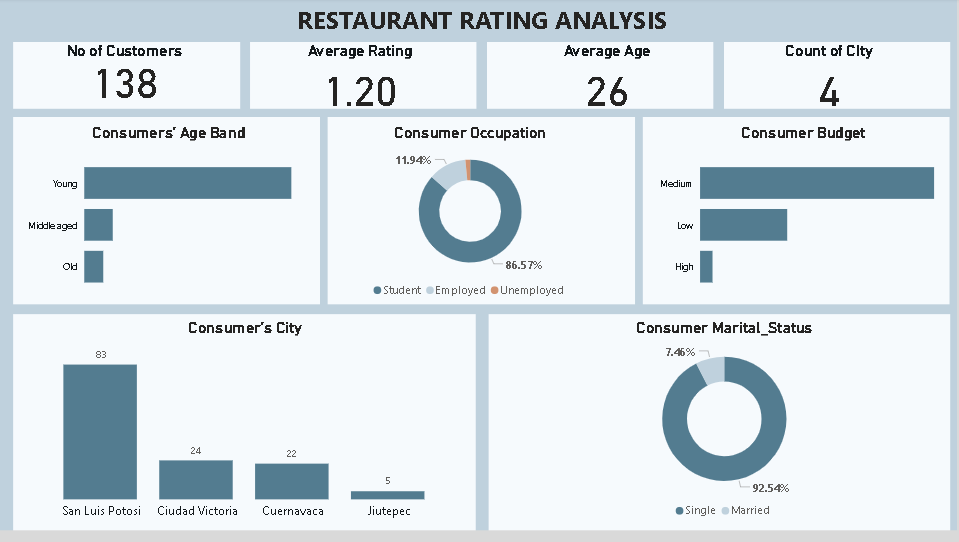 RESTAURANT RATING ANALYSIS
No of Customers
138
Average Rating
1.20
Average Age
26
Count of CIty
4
Consumers' Age Band
Young
Middle aged
Old
Consumer Occupation
11.94%
86.57%
Student Employed Unemployed
Consumer Budget
Medium
Low
High
Consumer's City
83
24
22
5
San Luis Potosi Ciudad Victoria Cuernavaca Jiutepec
Consumer Marital_Status
7.46%
92.54%
Single Married